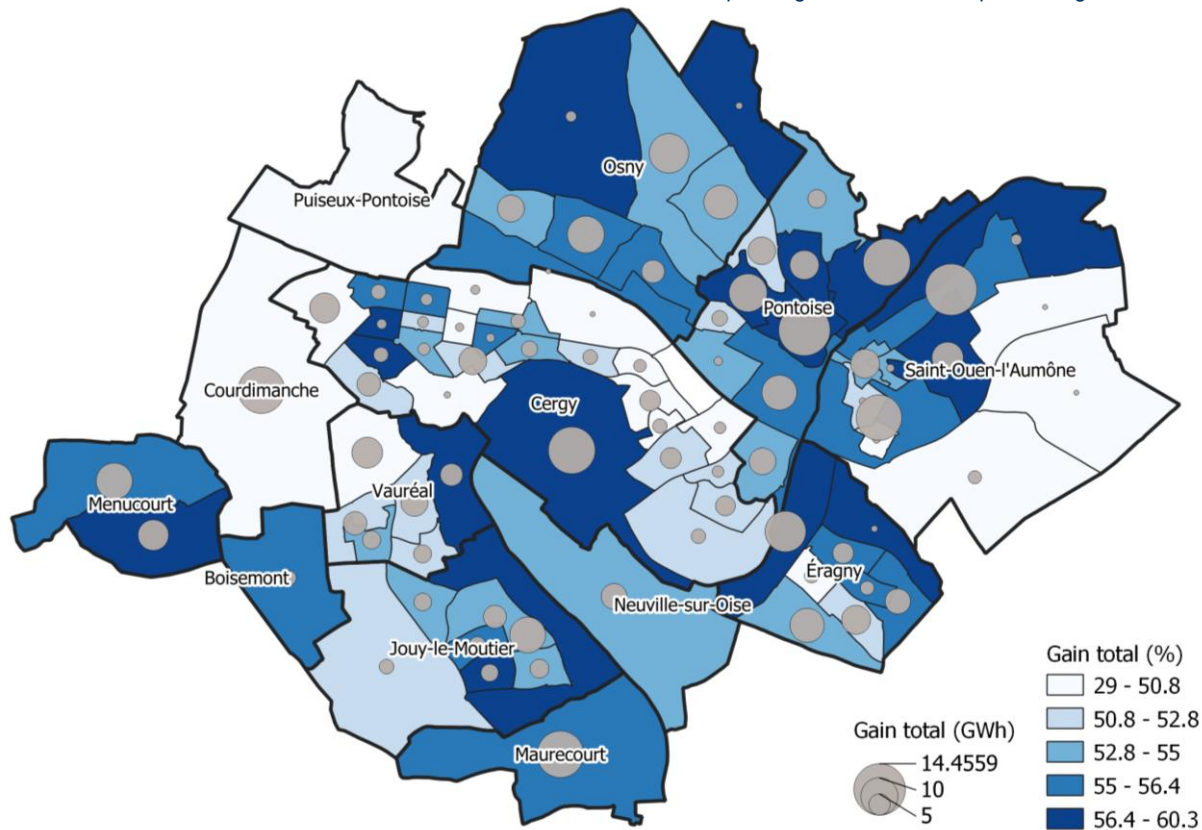 Osny
Puiseux-Pontoise
Pontoise
Saint-Ouen-l'Aumône
Courdimanche
Cergy
Menucourt
Vauréal
Boisemont
Éragny
Neuville-sur-Oise
Jouy-le-Moutier
Maurecourt
Gain total (GWh)
14.4559
10
5
Gain total (%)
29 - 50.8
50.8 - 52.8
52.8 - 55
55 - 56.4
56.4 - 60.3